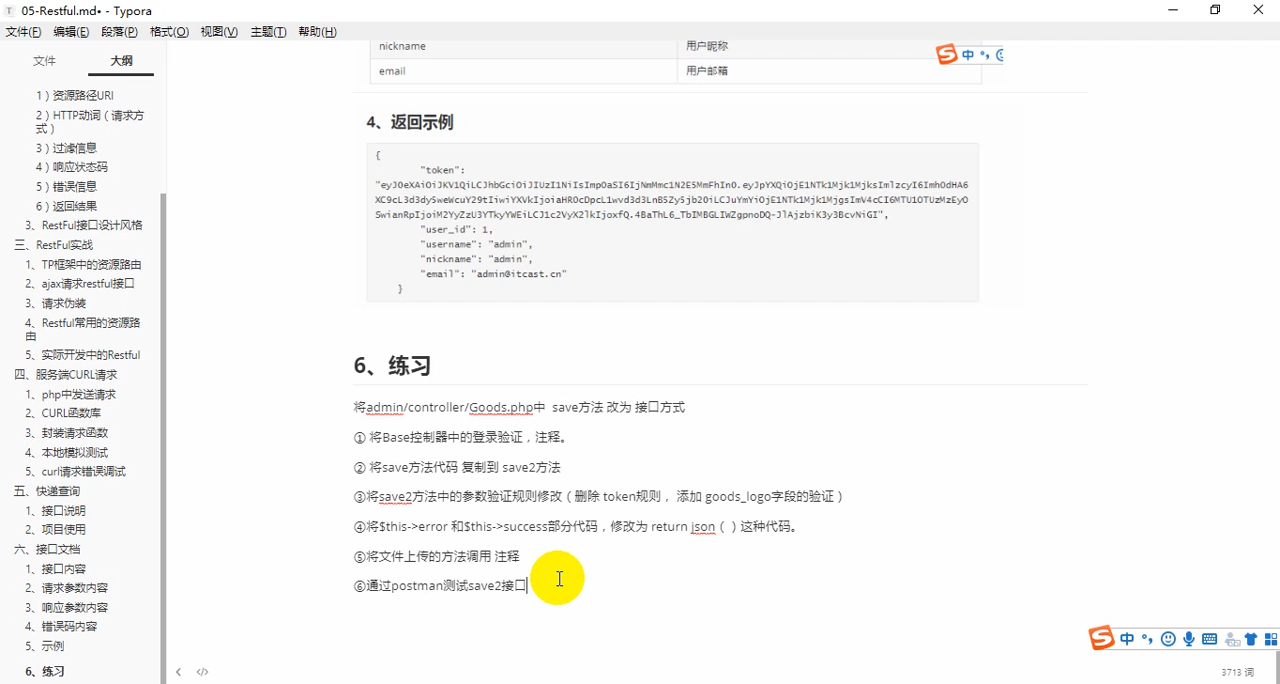 05-Restful.md• - Typora
文件(F) 编辑(E) 段落(P) 格式(O) 视图(V) 主题(T) 帮助(H)
文件 大纲
1）资源路径URI
2）HTTP动词（请求方
式）
3）过滤信息
4）响应状态码
5）错误信息
6）返回结果
3、RestFul接口设计风格
三、RestFul实战
1、TP框架中的资源路由
2、ajax请求restful接口
3、请求伪装
4、Restful常用的资源路
由
5、实际开发中的Restful
四、服务端CURL请求
1、php中发送请求
2、CURL函数库
3、封装请求函数
4、本地模拟测试
5、curl请求错误调试
五、快递查询
1、接口说明
2、项目使用
六、接口文档
1、接口内容
2、请求参数内容
3、响应参数内容
4、错误码内容
5、示例
6、练习
nickname 用户昵称
email 用户邮箱
4、返回示例
{
"token":
"user_id": 1,
"username": "admin",
"nickname": "admin",
"email": "admin@itcast.cn"
}
6、练习
将admin/controller/Goods.php中 save方法 改为 接口方式
① 将Base控制器中的登录验证，注释。
② 将save方法代码 复制到 save2方法
③将save2方法中的参数验证规则修改（删除 token规则， 添加 goods_logo字段的验证）
④将$this->error 和$this->success部分代码，修改为 return json（ ）这种代码。
⑤将文件上传的方法调用 注释
⑥通过postman测试save2接口
中
中
3713 词